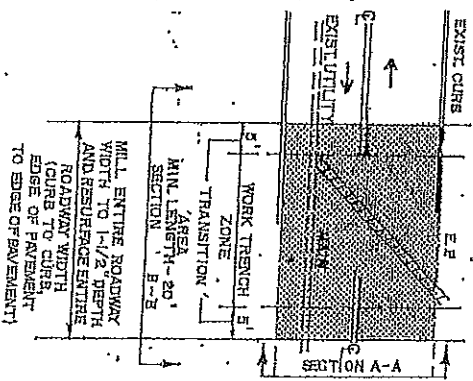 EXIST. CURB
EXIST. UTILITY
E.P.
MAIN
SECTION A-A
5'
5'
WORK TRENCH
ZONE
TRANSITION
AREA
MIN. LENGTH-20'
SECTION B-B
MILL ENTIRE ROADWAY
WIDTH TO 1-1/2" DEPTH
AND RESURFACE ENTIRE
ROADWAY WIDTH
(CURB TO CURB,
EDGE OF PAVEMENT
TO EDGE OF PAVEMENT)